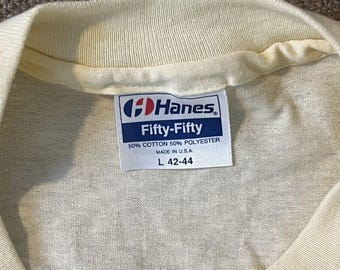 Hanes®
Fifty-Fifty
50% COTTON 50% POLYESTER
MADE IN U.S.A.
L 42-44